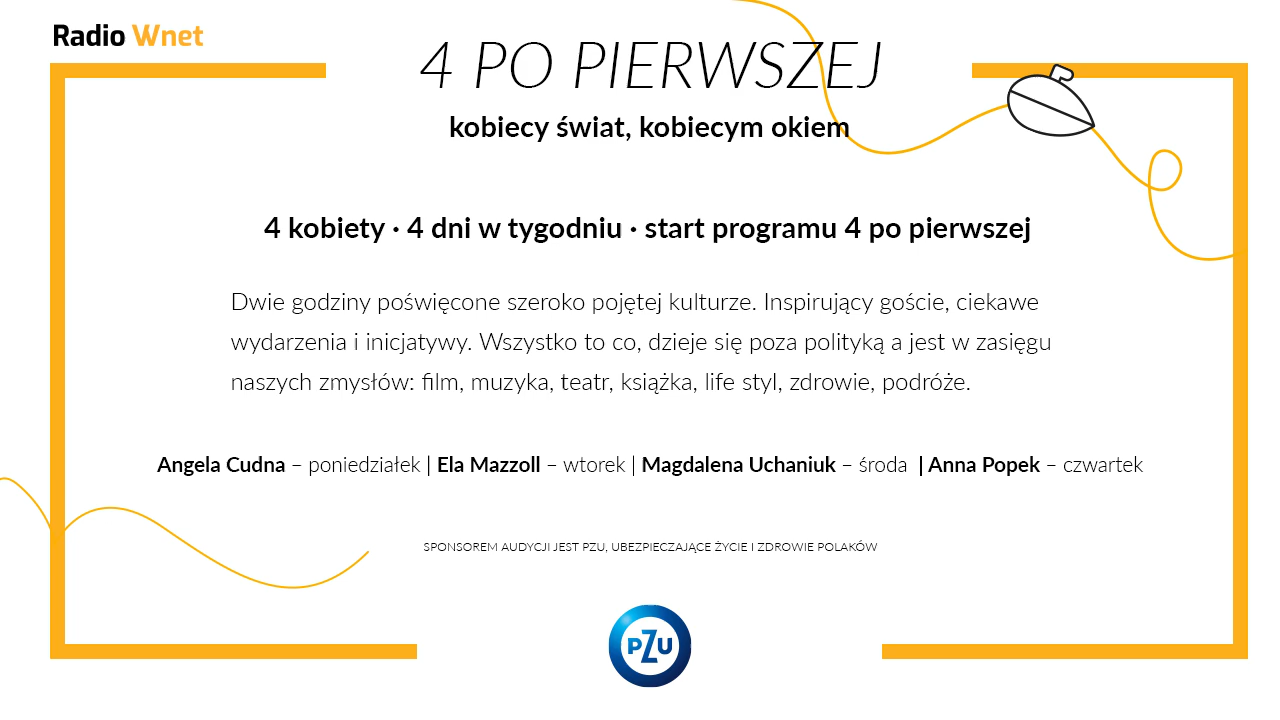 Radio Wnet
4 PO PIERWSZEJ
kobiecy świat, kobiecym okiem
4 kobiety · 4 dni w tygodniu · start programu 4 po pierwszej
Dwie godziny poświęcone szeroko pojętej kulturze. Inspirujący goście, ciekawe
wydarzenia i inicjatywy. Wszystko to co, dzieje się poza polityką a jest w zasięgu
naszych zmysłów: film, muzyka, teatr, książka, life styl, zdrowie, podróże.
Angela Cudna – poniedziałek | Ela Mazzoll – wtorek | Magdalena Uchaniuk – środa | Anna Popek – czwartek
SPONSOREM AUDYCJI JEST PZU, UBEZPIECZAJĄCE ŻYCIE I ZDROWIE POLAKÓW
PZU